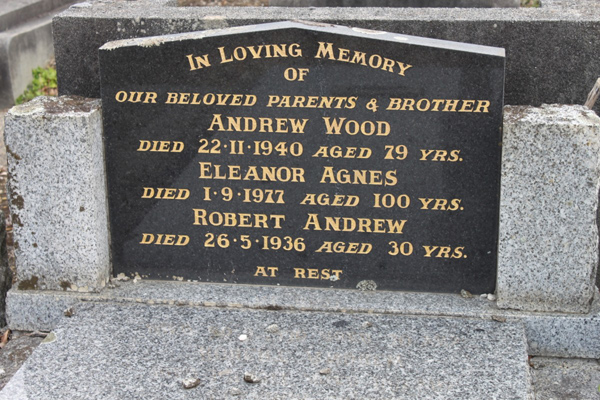 In Loving Memory
of
our beloved parents & brother
Andrew Wood
died 22·11·1940 aged 79 yrs.
Eleanor Agnes
died 1·9·1977 aged 100 yrs.
Robert Andrew
died 26·5·1936 aged 30 yrs.
at rest